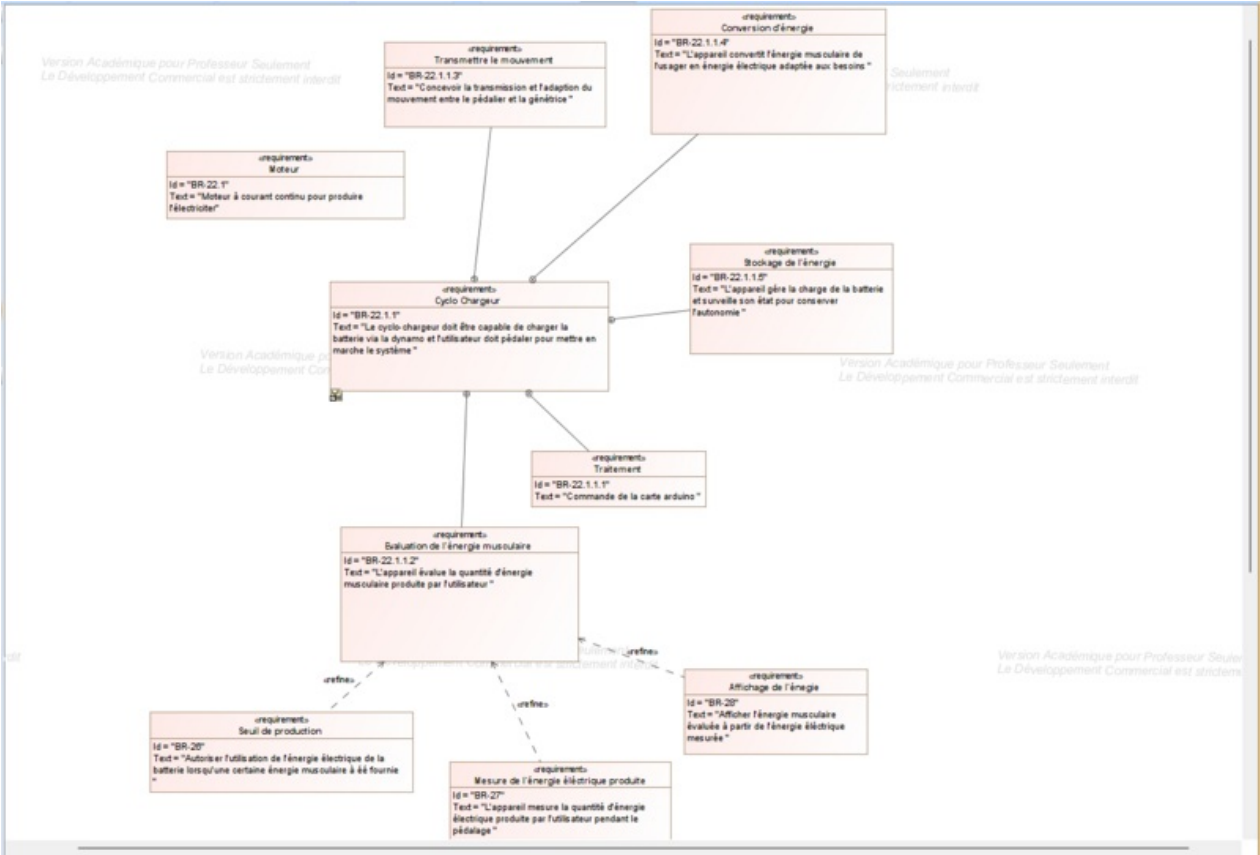 «requirement»
Conversion d'énergie
Id = "BR-22.1.1.4"
Text = "L'appareil convertit l'énergie musculaire de
l'usager en énergie électrique adaptée aux besoins "
«requirement»
Transmettre le mouvement
Id = "BR-22.1.1.3"
Text = "Concevoir la transmission et l'adaption du
mouvement entre le pédalier et la génétrice "
Version Académique pour Professeur Seulement
Le Développement Commercial est strictement interdit
Seulement
interdit
«requirement»
Moteur
Id = "BR-22.1"
Text = "Moteur à courant continu pour produire
l'électriciter"
«requirement»
Stockage de l'énergie
Id = "BR-22.1.1.5"
Text = "L'appareil gère la charge de la batterie
et surveille son état pour conserver
l'autonomie "
«requirement»
Cyclo Chargeur
Id = "BR-22.1.1"
Text = "Le cyclo-chargeur doit être capable de charger la
batterie via la dynamo et l'utilisateur doit pédaler pour mettre en
marche le système "
Version Académique
Le Développement
Version Académique pour Professeur Seulement
Le Développement Commercial est strictement interdit
«requirement»
Traitement
Id = "BR-22.1.1.1"
Text = "Commande de la carte arduino "
«requirement»
Evaluation de l'énergie musculaire
Id = "BR-22.1.1.2"
Text = "L'appareil évalue la quantité d'énergie
musculaire produite par l'utilisateur "
«refine»
«refine»
«refine»
Version Académique pour Professeur
Le Développement Commercial est
«requirement»
Affichage de l'énegie
Id = "BR-28"
Text = "Afficher l'énergie musculaire
évaluée à partir de l'énergie éléctrique
mesurée "
«requirement»
Seuil de production
Id = "BR-26"
Text = "Autoriser l'utilisation de l'énergie électrique de la
batterie lorsqu'une certaine énergie musculaire à éé fournie
"
«requirement»
Mesure de l'énergie éléctrique produite
Id = "BR-27"
Text = "L'appareil mesure la quantité d'énergie
électrique produite par l'utilisateur pendant le
pédalage "